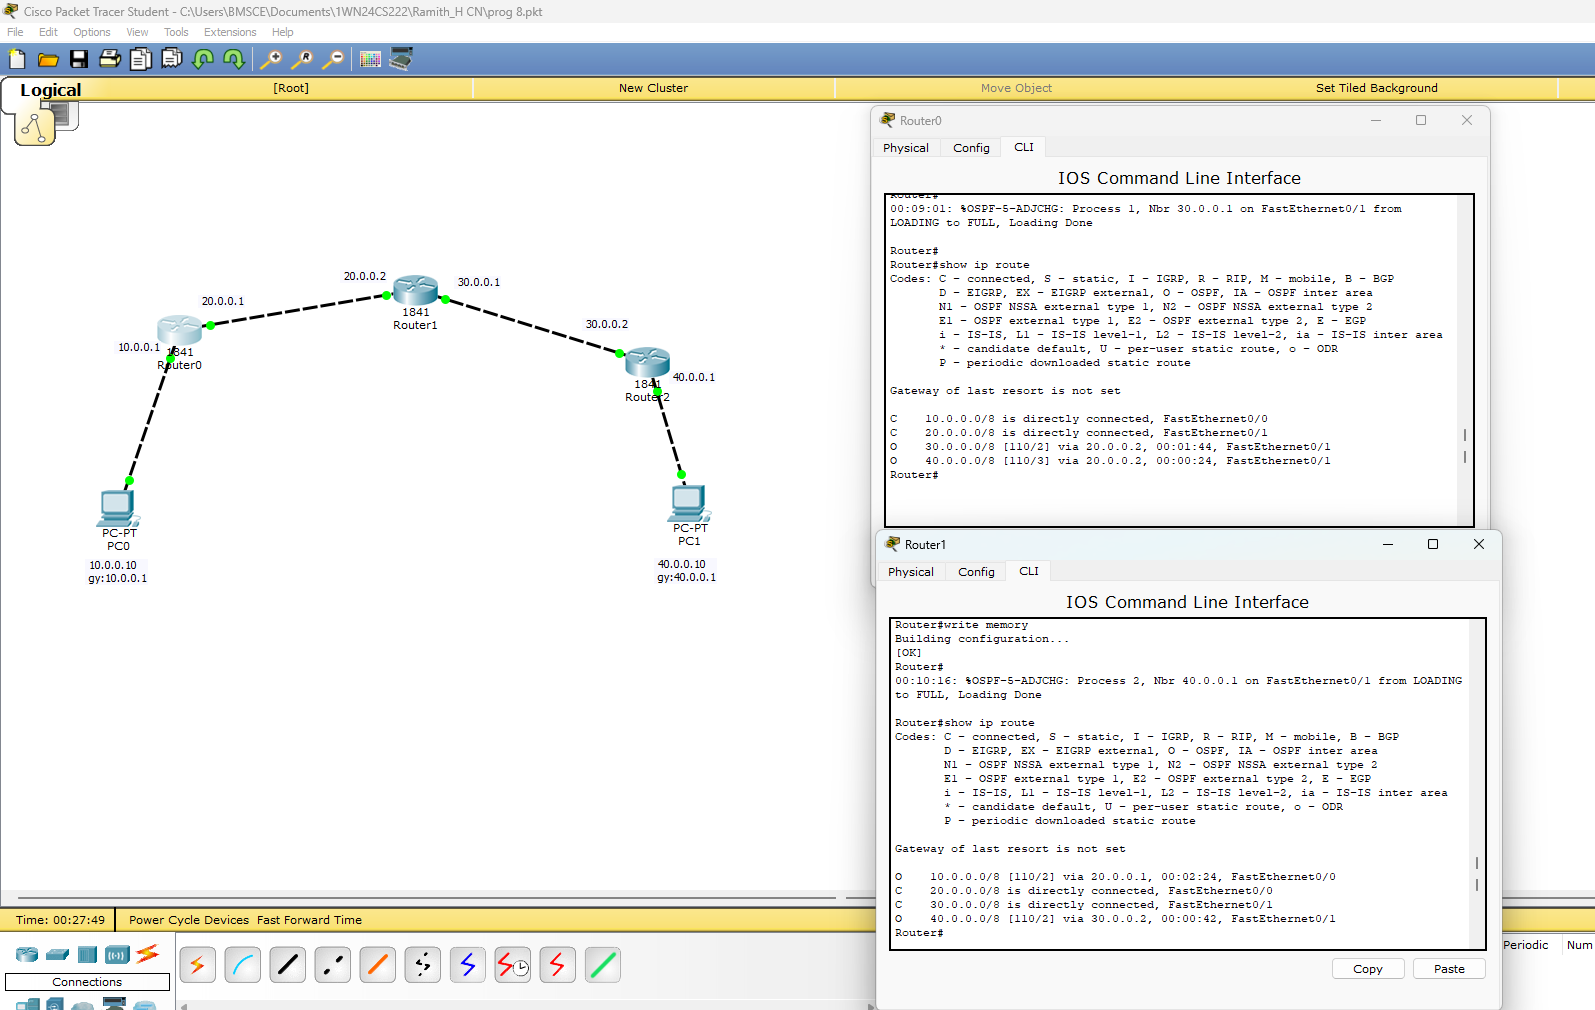 Cisco Packet Tracer Student - C:\Users\BMSCE\Documents\1WN24CS222\Ramith_H CN\prog 8.pkt
File Edit Options View Tools Extensions Help
Logical [Root] New Cluster Move Object Set Tiled Background
20.0.0.2
30.0.0.1
20.0.0.1
1841
Router1
30.0.0.2
10.0.0.1
1841
Router0
40.0.0.1
1841
Router2
PC-PT
PC0
10.0.0.10
gy:10.0.0.1
PC-PT
PC1
40.0.0.10
gy:40.0.0.1
Router0
Physical Config CLI
IOS Command Line Interface
Router#
00:09:01: %OSPF-5-ADJCHG: Process 1, Nbr 30.0.0.1 on FastEthernet0/1 from
LOADING to FULL, Loading Done
Router#
Router#show ip route
Codes: C - connected, S - static, I - IGRP, R - RIP, M - mobile, B - BGP
D - EIGRP, EX - EIGRP external, O - OSPF, IA - OSPF inter area
N1 - OSPF NSSA external type 1, N2 - OSPF NSSA external type 2
E1 - OSPF external type 1, E2 - OSPF external type 2, E - EGP
i - IS-IS, L1 - IS-IS level-1, L2 - IS-IS level-2, ia - IS-IS inter area
* - candidate default, U - per-user static route, o - ODR
P - periodic downloaded static route
Gateway of last resort is not set
C 10.0.0.0/8 is directly connected, FastEthernet0/0
C 20.0.0.0/8 is directly connected, FastEthernet0/1
O 30.0.0.0/8 [110/2] via 20.0.0.2, 00:01:44, FastEthernet0/1
O 40.0.0.0/8 [110/3] via 20.0.0.2, 00:00:24, FastEthernet0/1
Router#
Router1
Physical Config CLI
IOS Command Line Interface
Router#write memory
Building configuration...
[OK]
Router#
00:10:16: %OSPF-5-ADJCHG: Process 2, Nbr 40.0.0.1 on FastEthernet0/1 from LOADING
to FULL, Loading Done
Router#show ip route
Codes: C - connected, S - static, I - IGRP, R - RIP, M - mobile, B - BGP
D - EIGRP, EX - EIGRP external, O - OSPF, IA - OSPF inter area
N1 - OSPF NSSA external type 1, N2 - OSPF NSSA external type 2
E1 - OSPF external type 1, E2 - OSPF external type 2, E - EGP
i - IS-IS, L1 - IS-IS level-1, L2 - IS-IS level-2, ia - IS-IS inter area
* - candidate default, U - per-user static route, o - ODR
P - periodic downloaded static route
Gateway of last resort is not set
O 10.0.0.0/8 [110/2] via 20.0.0.1, 00:02:24, FastEthernet0/0
C 20.0.0.0/8 is directly connected, FastEthernet0/0
C 30.0.0.0/8 is directly connected, FastEthernet0/1
O 40.0.0.0/8 [110/2] via 30.0.0.2, 00:00:42, FastEthernet0/1
Router#
Copy Paste
Time: 00:27:49 Power Cycle Devices Fast Forward Time
Periodic Num
Connections